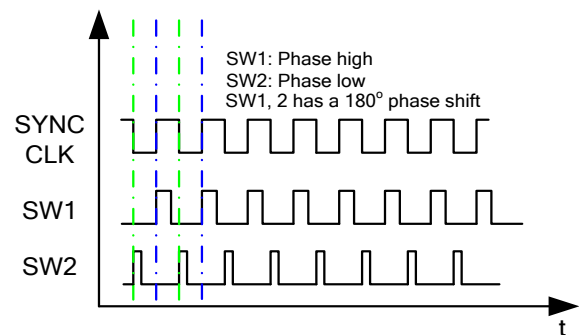 SW1: Phase high
SW2: Phase low
SW1, 2 has a 180° phase shift
SYNC
CLK
SW1
SW2
t